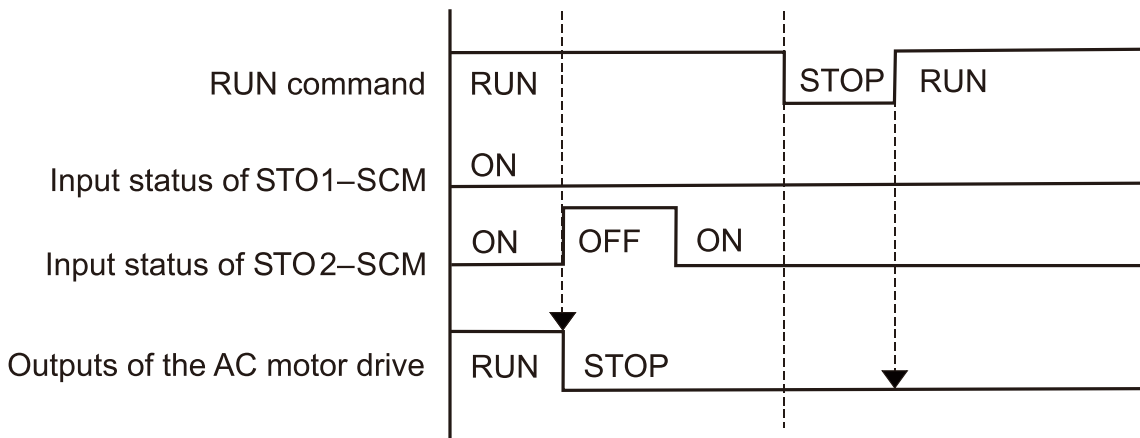 RUN command RUN STOP RUN
ON
Input status of STO1–SCM
ON OFF ON
Input status of STO2–SCM
Outputs of the AC motor drive RUN STOP